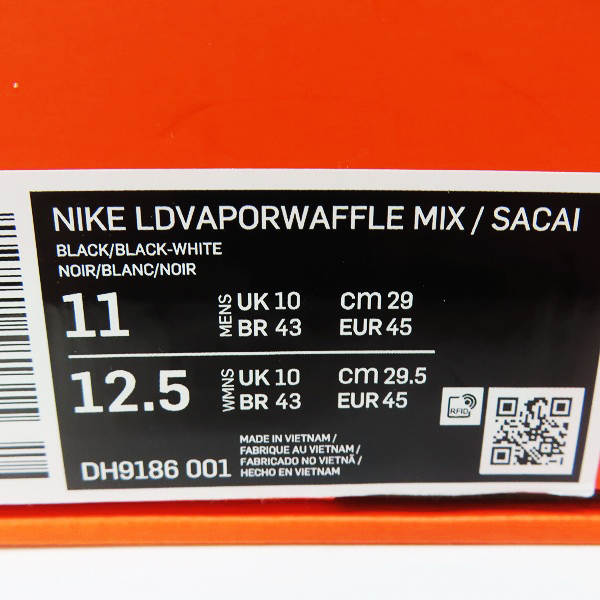 NIKE LDVAPORWAFFLE MIX / SACAI
BLACK/BLACK-WHITE
NOIR/BLANC/NOIR
11 MENS UK 10 cm 29
BR 43 EUR 45
12.5 WMNS UK 10 cm 29.5
BR 43 EUR 45
RFID
DH9186 001
MADE IN VIETNAM /
FABRIQUE AU VIETNAM /
FABRICADO NO VIETNÃ /
HECHO EN VIETNAM